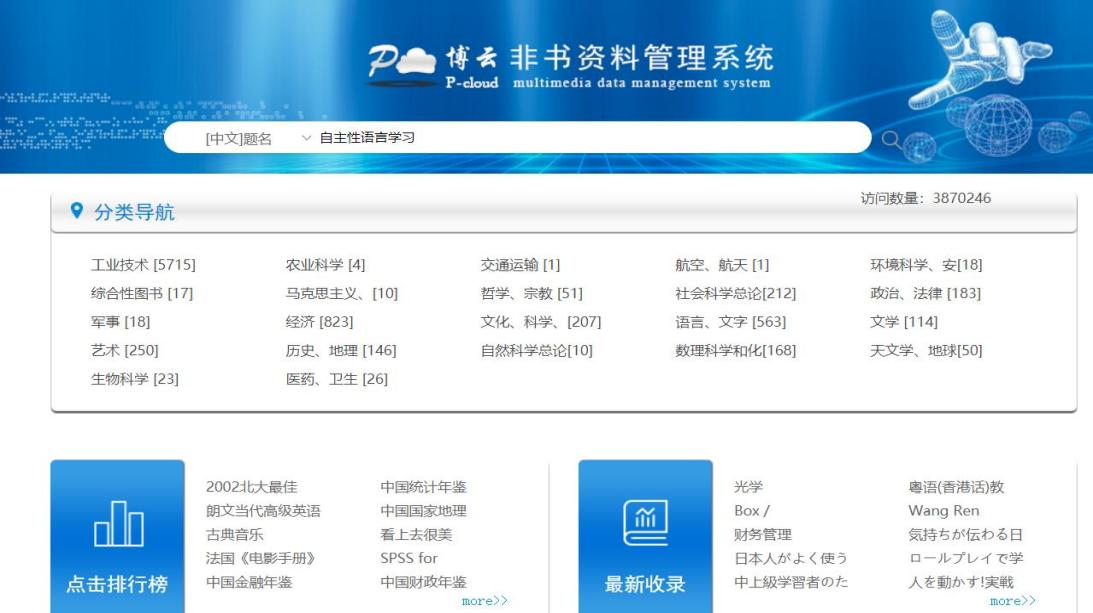 博云 非书资料管理系统
P-cloud multimedia data management system
[中文]题名 自主性语言学习
访问数量：3870246
分类导航
工业技术 [5715] 农业科学 [4] 交通运输 [1] 航空、航天 [1] 环境科学、安[18]
综合性图书 [17] 马克思主义、[10] 哲学、宗教 [51] 社会科学总论[212] 政治、法律 [183]
军事 [18] 经济 [823] 文化、科学、[207] 语言、文字 [563] 文学 [114]
艺术 [250] 历史、地理 [146] 自然科学总论[10] 数理科学和化[168] 天文学、地球[50]
生物科学 [23] 医药、卫生 [26]
点击排行榜
2002北大最佳 中国统计年鉴
朗文当代高级英语 中国国家地理
古典音乐 看上去很美
法国《电影手册》 SPSS for
中国金融年鉴 中国财政年鉴
more>>
最新收录
光学 粤语(香港话)教
Box / Wang Ren
财务管理 気持ちが伝わる日
日本人がよく使う ロールプレイで学
中上級学習者のた 人を動かす!実戦
more>>